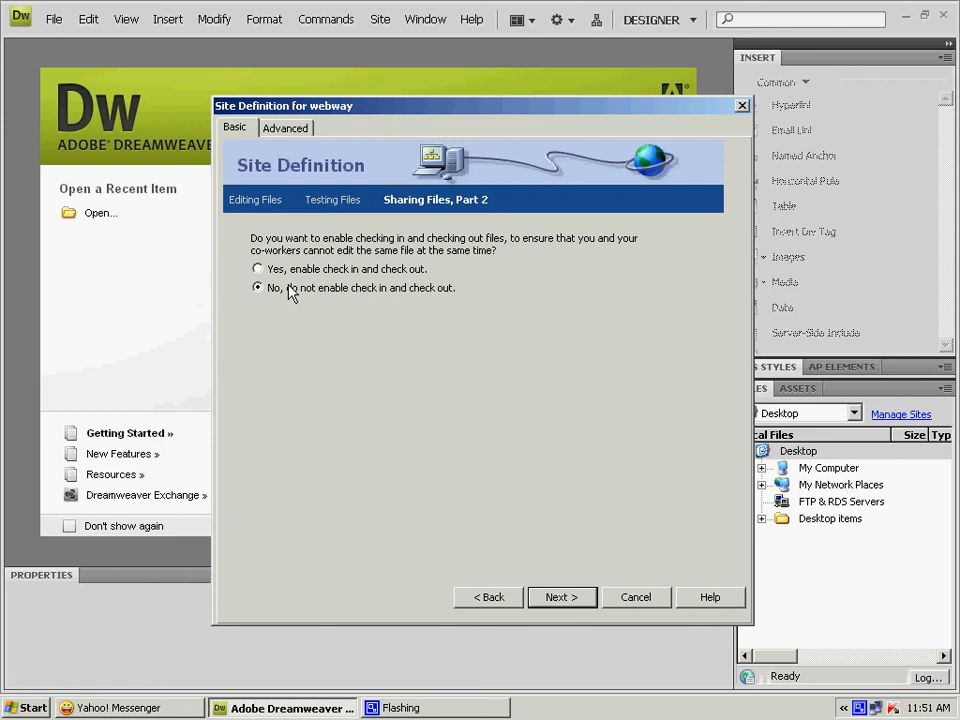 Dw File Edit View Insert Modify Format Commands Site Window Help DESIGNER
INSERT
Common
Hyperlink
Email Link
Named Anchor
Horizontal Rule
Table
Insert Div Tag
Images
Media
Date
Server-Side Include
Dw
ADOBE® DREAMWEAVE
Open a Recent Item
Open...
Getting Started »
New Features »
Resources »
Dreamweaver Exchange »
Don't show again
Site Definition for webway
Basic Advanced
Site Definition
Editing Files Testing Files Sharing Files, Part 2
Do you want to enable checking in and checking out files, to ensure that you and your
co-workers cannot edit the same file at the same time?
Yes, enable check in and check out.
No, do not enable check in and check out.
< Back Next > Cancel Help
S STYLES AP ELEMENTS
ES ASSETS
Desktop Manage Sites
cal Files Size Typ
Desktop
My Computer
My Network Places
FTP & RDS Servers
Desktop items
Ready Log...
PROPERTIES
Start Yahoo! Messenger Dw Adobe Dreamweaver ... Flashing « 11:51 AM